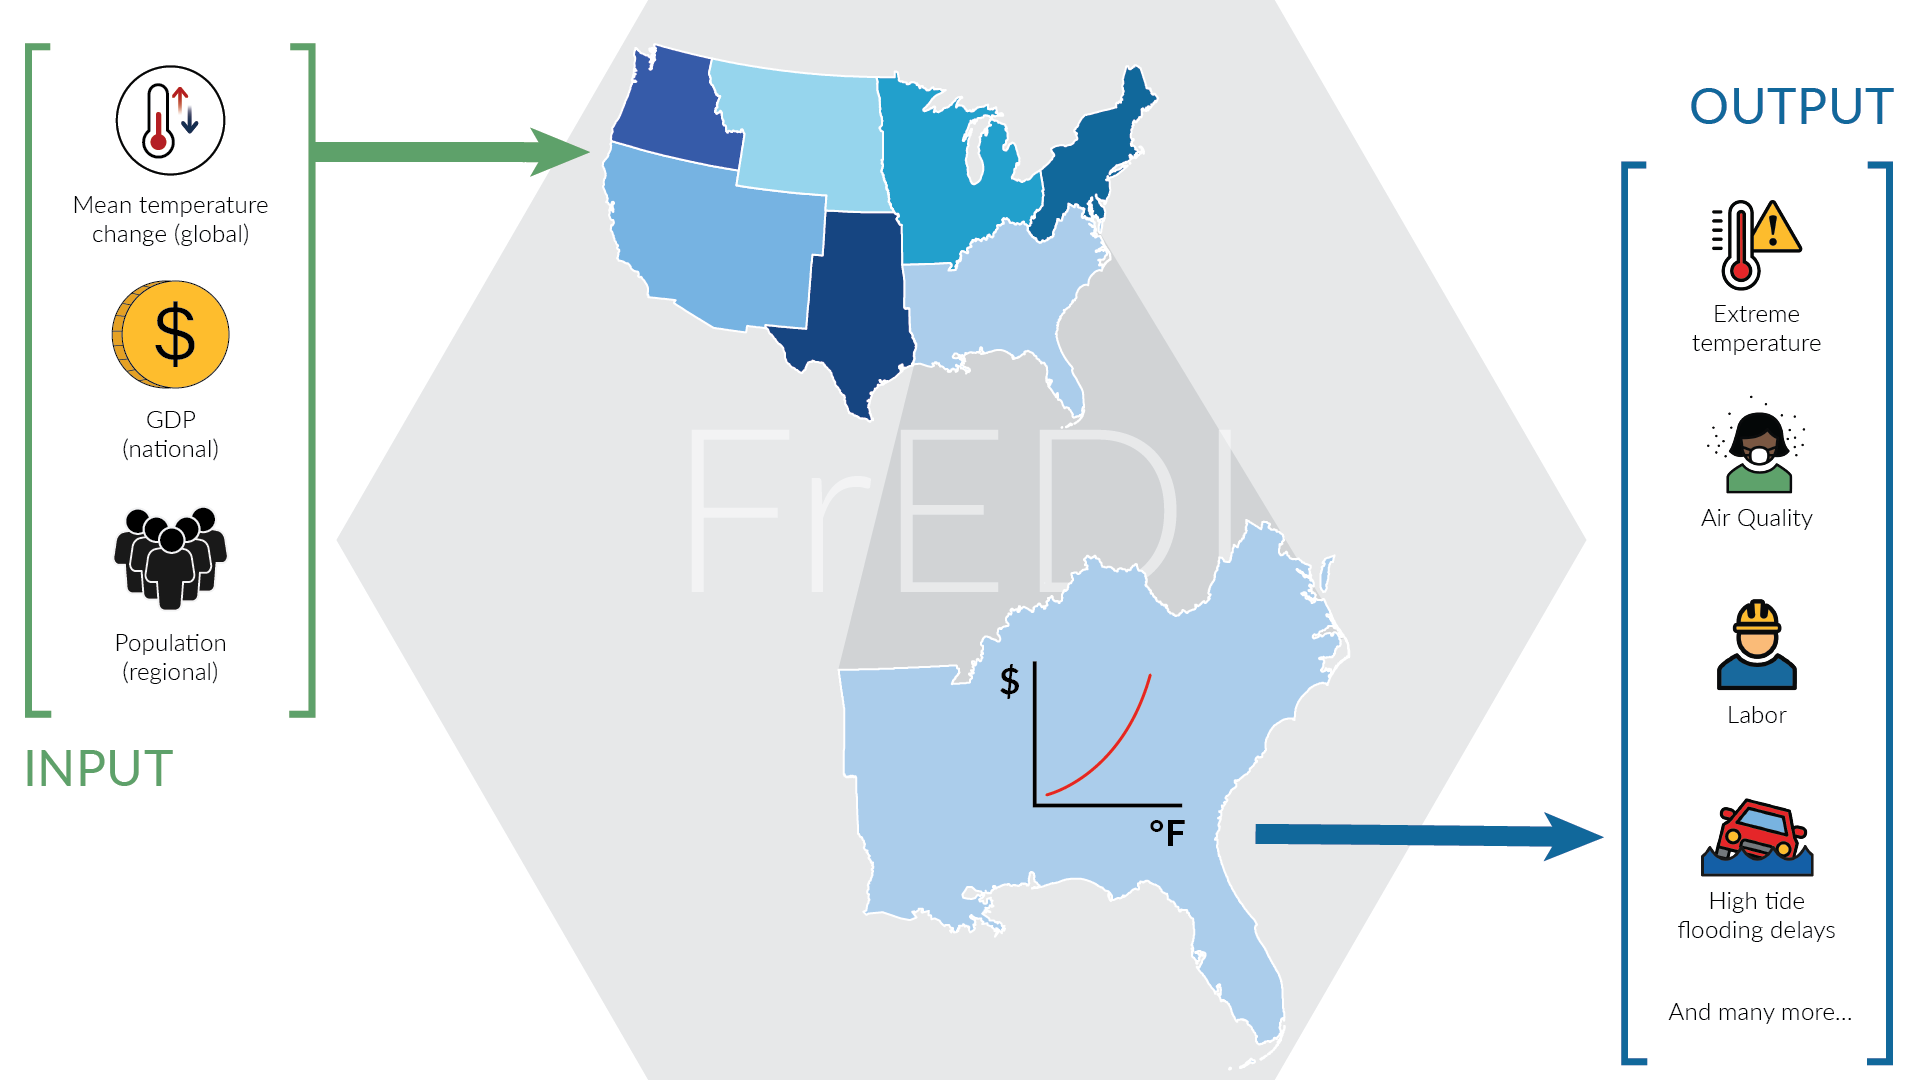 Mean temperature
change (global)
$
GDP
(national)
Population
(regional)
INPUT
FrEDI
$
°F
OUTPUT
!
Extreme
temperature
Air Quality
Labor
High tide
flooding delays
And many more...